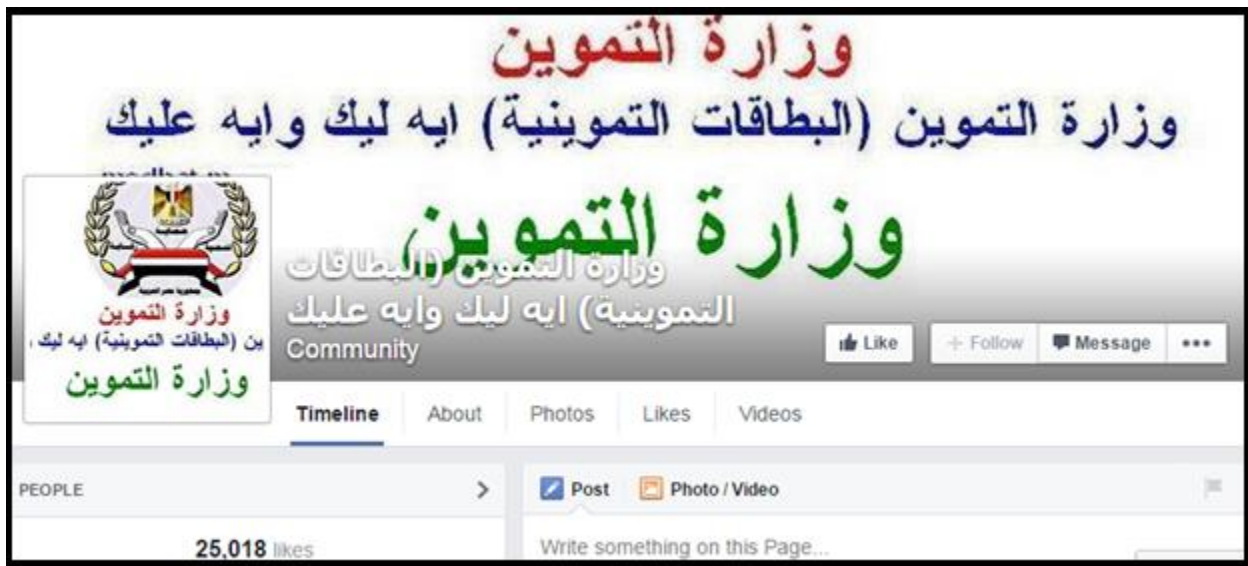 وزارة التموين
وزارة التموين (البطاقات التموينية) ايه ليك وايه عليك
وزارة التموين
وزارة التموين (البطاقات
التموينية) ايه ليك وايه عليك
Community
Like
+ Follow
Message
وزارة التموين
ين (البطاقات التموينية) ايه ليك
وزارة التموين
Timeline
About
Photos
Likes
Videos
PEOPLE
25,018 likes
Post
Photo / Video
Write something on this Page...